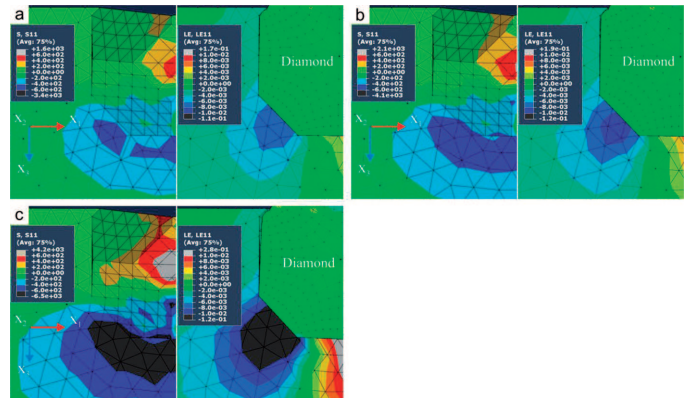 a
S, S11
(Avg: 75%)
+1.6e+03
+6.0e+02
+4.0e+02
+2.0e+02
+0.0e+00
-2.0e+02
-4.0e+02
-6.0e+02
-3.4e+03
LE, LE11
(Avg: 75%)
+1.7e-01
+1.0e-02
+8.0e-03
+6.0e-03
+4.0e-03
+2.0e-03
+0.0e+00
-2.0e-03
-4.0e-03
-6.0e-03
-8.0e-03
-1.0e-02
-1.1e-01
Diamond
X₂
X₁
X₃
b
S, S11
(Avg: 75%)
+2.1e+03
+6.0e+02
+4.0e+02
+2.0e+02
+0.0e+00
-2.0e+02
-4.0e+02
-6.0e+02
-4.1e+03
LE, LE11
(Avg: 75%)
+1.9e-01
+1.0e-02
+8.0e-03
+6.0e-03
+4.0e-03
+2.0e-03
+0.0e+00
-2.0e-03
-4.0e-03
-6.0e-03
-8.0e-03
-1.0e-02
-1.2e-01
Diamond
X₂
X₁
X₃
c
S, S11
(Avg: 75%)
+4.2e+03
+6.0e+02
+4.0e+02
+2.0e+02
+0.0e+00
-2.0e+02
-4.0e+02
-6.0e+02
-6.5e+03
LE, LE11
(Avg: 75%)
+2.8e-01
+1.0e-02
+8.0e-03
+6.0e-03
+4.0e-03
+2.0e-03
+0.0e+00
-2.0e-03
-4.0e-03
-6.0e-03
-8.0e-03
-1.0e-02
-1.2e-01
Diamond
X₂
X₁